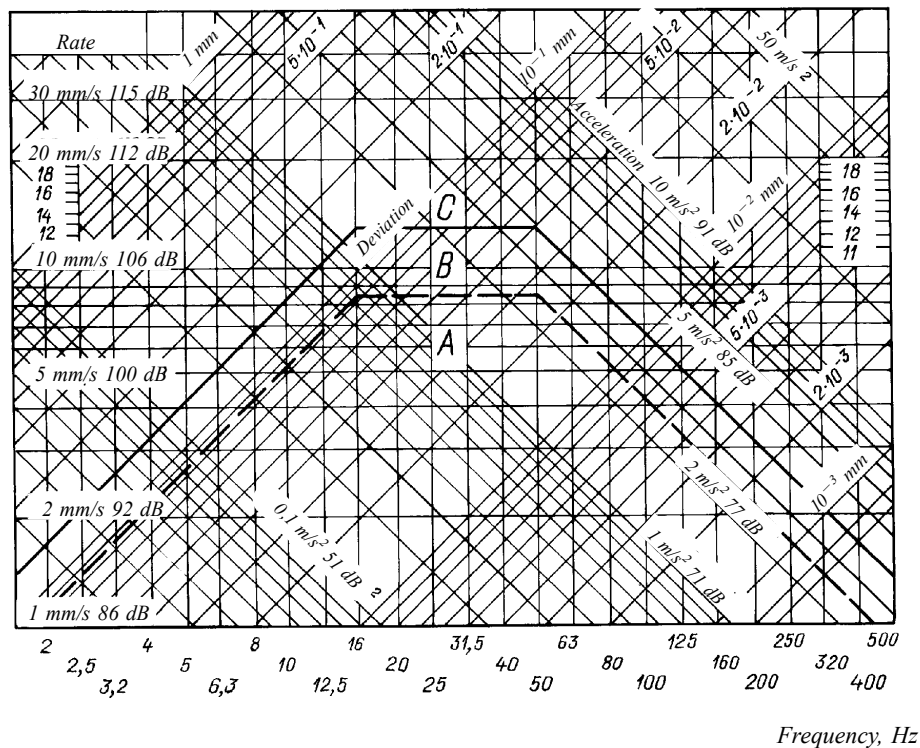 Rate
1 mm
5·10⁻¹
2·10⁻¹
10⁻¹ mm
5·10⁻²
50 m/s 2
2·10⁻²
30 mm/s 115 dB
20 mm/s 112 dB
18
16
14
12
10 mm/s 106 dB
5 mm/s 100 dB
2 mm/s 92 dB
1 mm/s 86 dB
Deviation
C
B
A
Acceleration 10 m/s² 91 dB
10⁻² mm
18
16
14
12
11
5·10⁻³
5 m/s² 85 dB
2·10⁻³
10⁻³ mm
2 m/s² 77 dB
1 m/s² 71 dB
0.1 m/s² 51 dB 2
2 4 8 16 31,5 63 125 250 500
2,5 5 10 20 40 80 160 320
3,2 6,3 12,5 25 50 100 200 400
Frequency, Hz